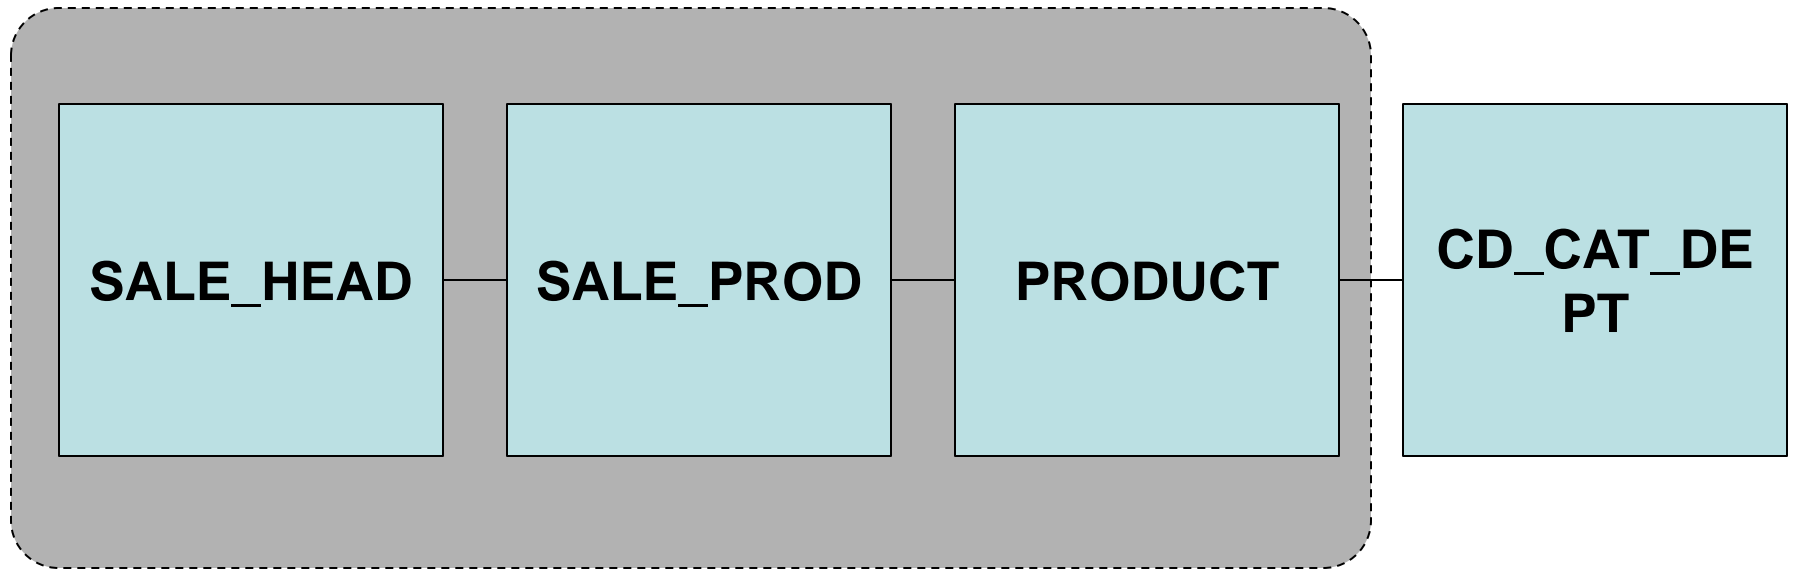 SALE_HEAD
SALE_PROD
PRODUCT
CD_CAT_DE
PT